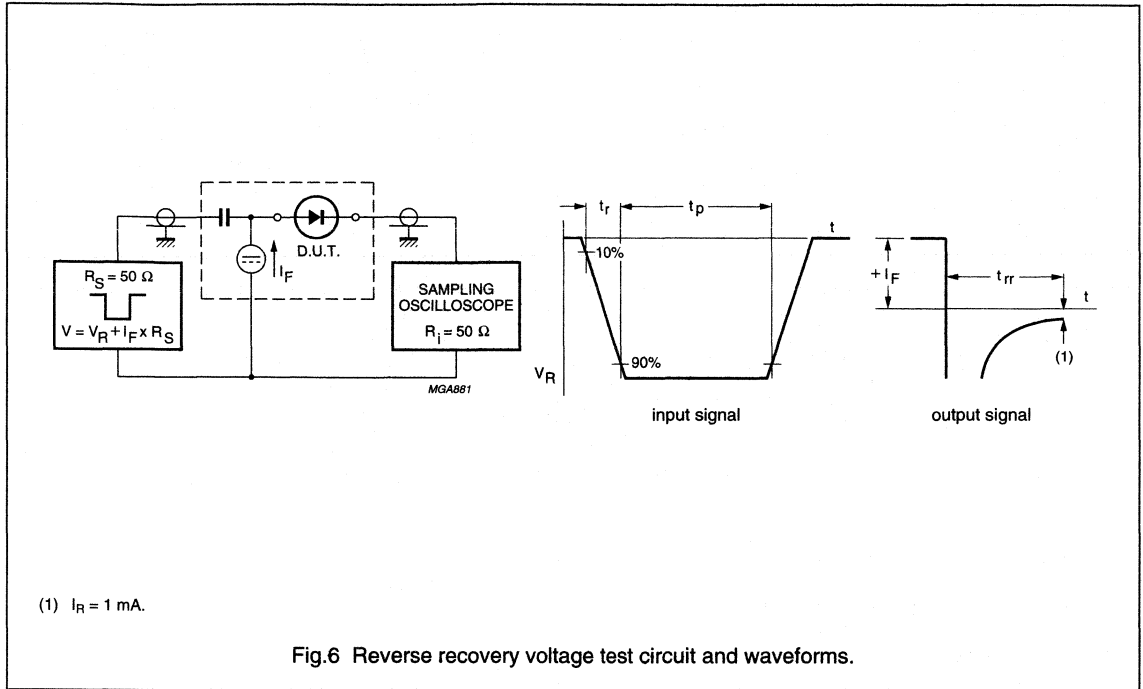 R_S = 50 Ω
V = V_R + I_F x R_S
I_F
D.U.T.
SAMPLING
OSCILLOSCOPE
R_i = 50 Ω
MGA881
t_r
t_p
t
10%
90%
V_R
input signal
+ I_F
t_rr
t
(1)
output signal
(1) I_R = 1 mA.
Fig.6 Reverse recovery voltage test circuit and waveforms.